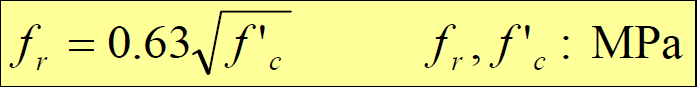 f_r = 0.63√f'_c f_r, f'_c : MPa